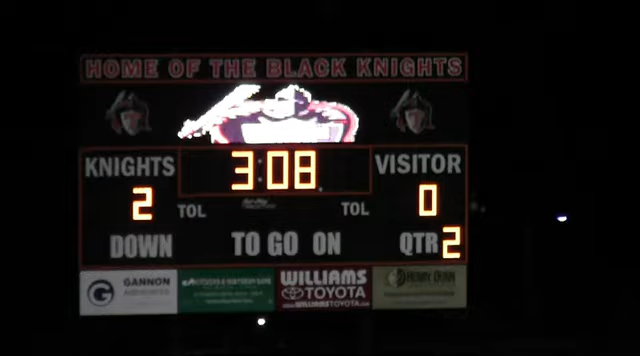 HOME OF THE BLACK KNIGHTS
KNIGHTS 3:08 VISITOR
2 TOL TOL 0
DOWN TO GO ON QTR 2
GANNON
WILLIAMS
TOYOTA